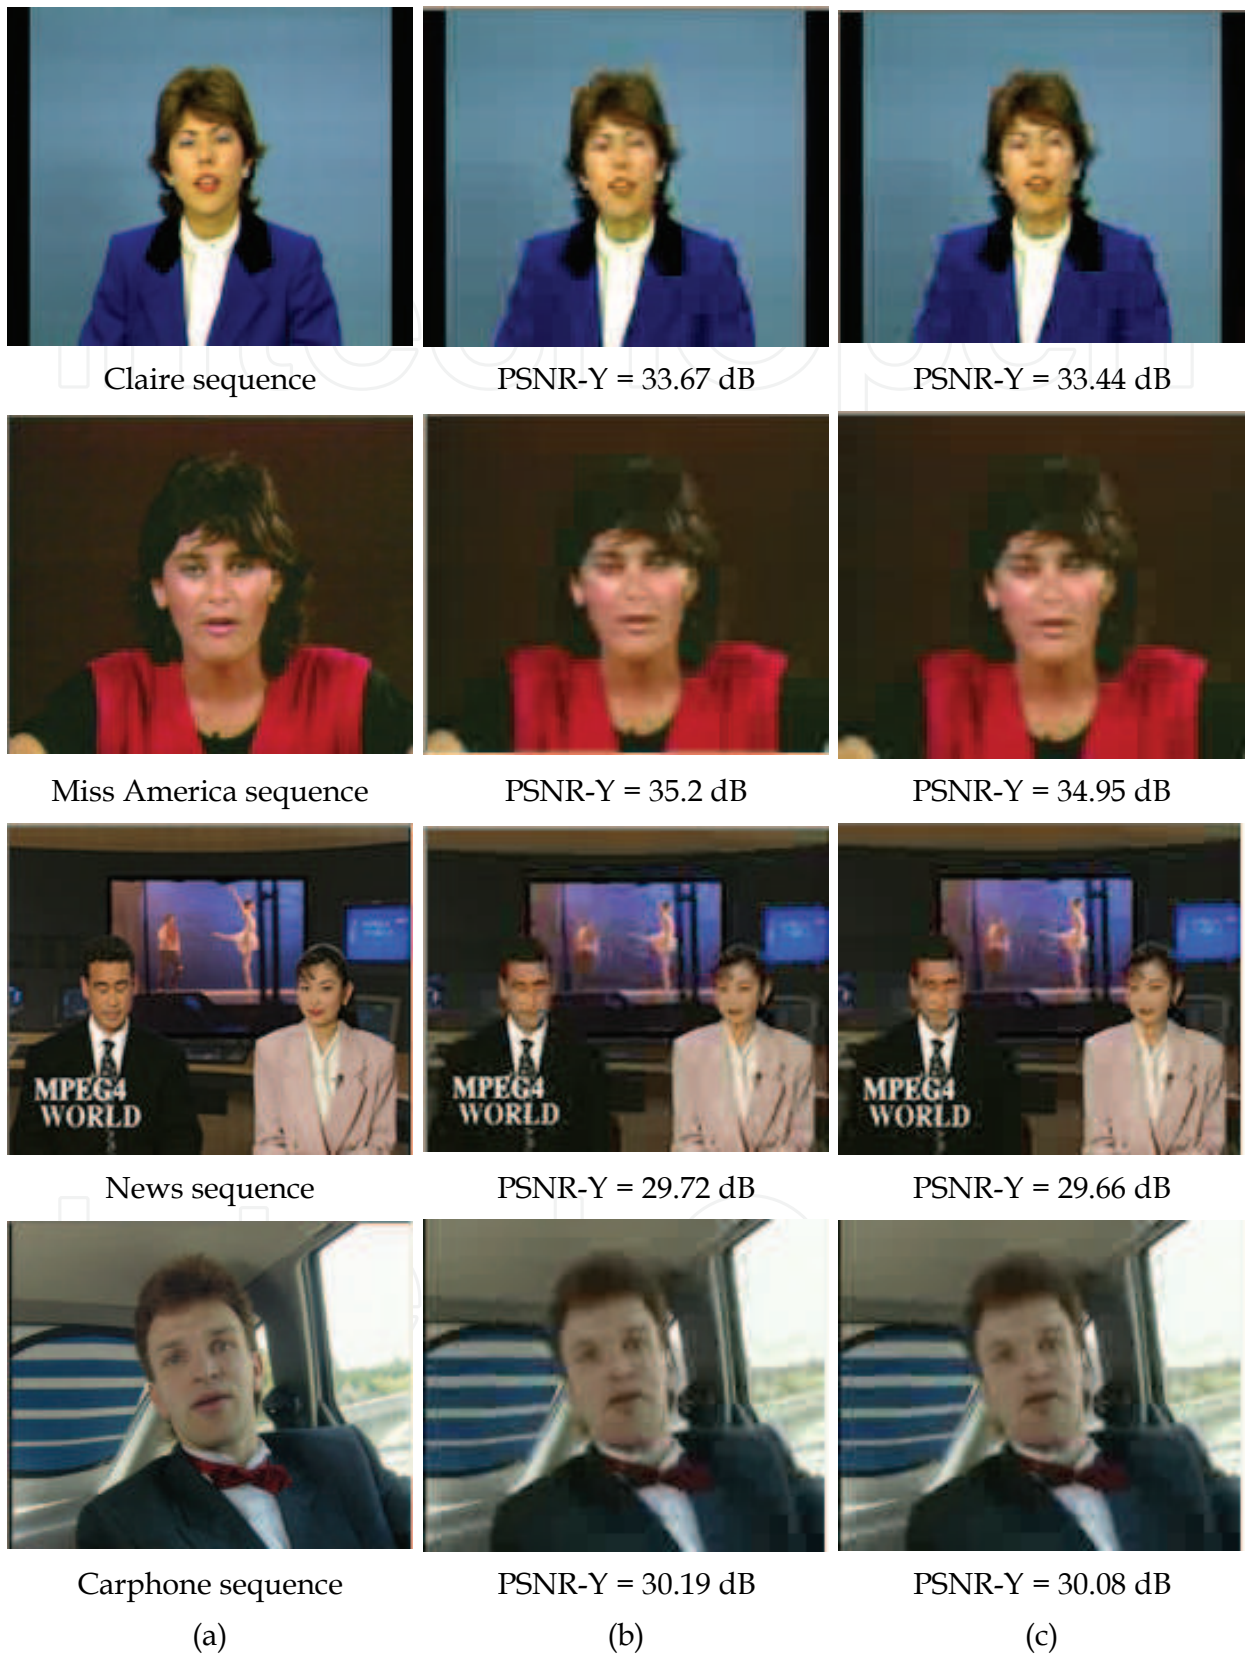 Claire sequence
PSNR-Y = 33.67 dB
PSNR-Y = 33.44 dB
Miss America sequence
PSNR-Y = 35.2 dB
PSNR-Y = 34.95 dB
MPEG4
WORLD
MPEG4
WORLD
MPEG4
WORLD
News sequence
PSNR-Y = 29.72 dB
PSNR-Y = 29.66 dB
Carphone sequence
PSNR-Y = 30.19 dB
PSNR-Y = 30.08 dB
(a)
(b)
(c)